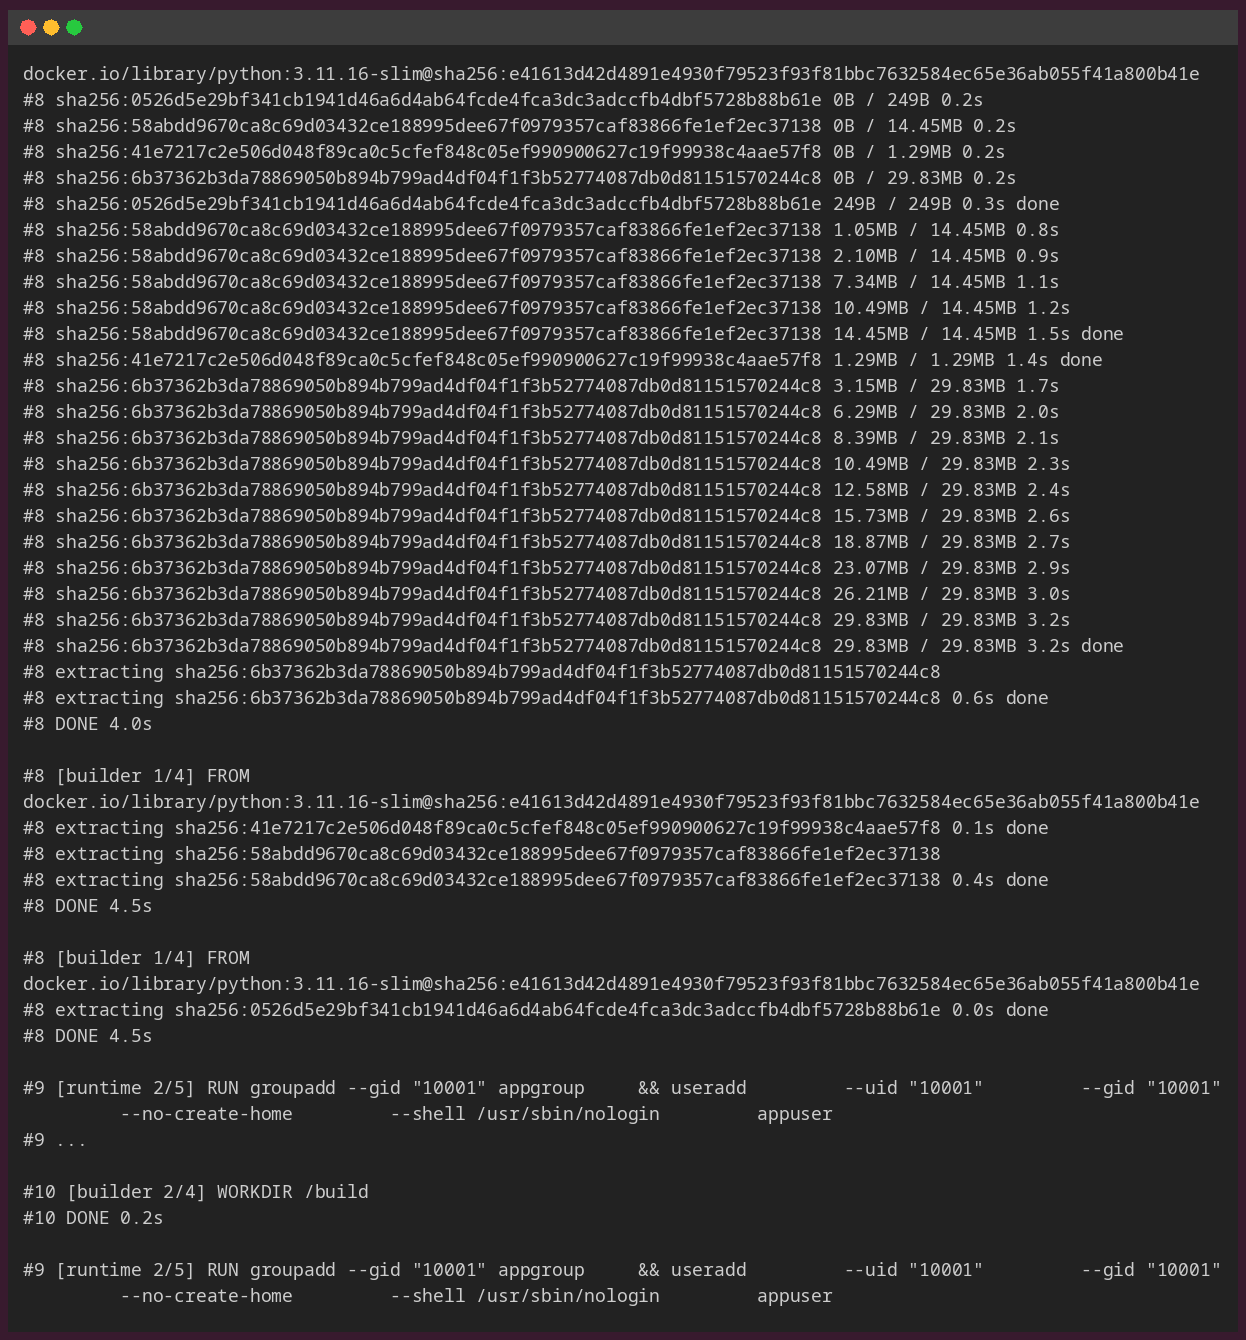 docker.io/library/python:3.11.16-slim@sha256:e41613d42d4891e4930f79523f93f81bbc7632584ec65e36ab055f41a800b41e
#8 sha256:0526d5e29bf341cb1941d46a6d4ab64fcde4fca3dc3adccfb4dbf5728b88b61e 0B / 249B 0.2s
#8 sha256:58abdd9670ca8c69d03432ce188995dee67f0979357caf83866fe1ef2ec37138 0B / 14.45MB 0.2s
#8 sha256:41e7217c2e506d048f89ca0c5cfef848c05ef990900627c19f99938c4aae57f8 0B / 1.29MB 0.2s
#8 sha256:6b37362b3da78869050b894b799ad4df04f1f3b52774087db0d81151570244c8 0B / 29.83MB 0.2s
#8 sha256:0526d5e29bf341cb1941d46a6d4ab64fcde4fca3dc3adccfb4dbf5728b88b61e 249B / 249B 0.3s done
#8 sha256:58abdd9670ca8c69d03432ce188995dee67f0979357caf83866fe1ef2ec37138 1.05MB / 14.45MB 0.8s
#8 sha256:58abdd9670ca8c69d03432ce188995dee67f0979357caf83866fe1ef2ec37138 2.10MB / 14.45MB 0.9s
#8 sha256:58abdd9670ca8c69d03432ce188995dee67f0979357caf83866fe1ef2ec37138 7.34MB / 14.45MB 1.1s
#8 sha256:58abdd9670ca8c69d03432ce188995dee67f0979357caf83866fe1ef2ec37138 10.49MB / 14.45MB 1.2s
#8 sha256:58abdd9670ca8c69d03432ce188995dee67f0979357caf83866fe1ef2ec37138 14.45MB / 14.45MB 1.5s done
#8 sha256:41e7217c2e506d048f89ca0c5cfef848c05ef990900627c19f99938c4aae57f8 1.29MB / 1.29MB 1.4s done
#8 sha256:6b37362b3da78869050b894b799ad4df04f1f3b52774087db0d81151570244c8 3.15MB / 29.83MB 1.7s
#8 sha256:6b37362b3da78869050b894b799ad4df04f1f3b52774087db0d81151570244c8 6.29MB / 29.83MB 2.0s
#8 sha256:6b37362b3da78869050b894b799ad4df04f1f3b52774087db0d81151570244c8 8.39MB / 29.83MB 2.1s
#8 sha256:6b37362b3da78869050b894b799ad4df04f1f3b52774087db0d81151570244c8 10.49MB / 29.83MB 2.3s
#8 sha256:6b37362b3da78869050b894b799ad4df04f1f3b52774087db0d81151570244c8 12.58MB / 29.83MB 2.4s
#8 sha256:6b37362b3da78869050b894b799ad4df04f1f3b52774087db0d81151570244c8 15.73MB / 29.83MB 2.6s
#8 sha256:6b37362b3da78869050b894b799ad4df04f1f3b52774087db0d81151570244c8 18.87MB / 29.83MB 2.7s
#8 sha256:6b37362b3da78869050b894b799ad4df04f1f3b52774087db0d81151570244c8 23.07MB / 29.83MB 2.9s
#8 sha256:6b37362b3da78869050b894b799ad4df04f1f3b52774087db0d81151570244c8 26.21MB / 29.83MB 3.0s
#8 sha256:6b37362b3da78869050b894b799ad4df04f1f3b52774087db0d81151570244c8 29.83MB / 29.83MB 3.2s
#8 sha256:6b37362b3da78869050b894b799ad4df04f1f3b52774087db0d81151570244c8 29.83MB / 29.83MB 3.2s done
#8 extracting sha256:6b37362b3da78869050b894b799ad4df04f1f3b52774087db0d81151570244c8
#8 extracting sha256:6b37362b3da78869050b894b799ad4df04f1f3b52774087db0d81151570244c8 0.6s done
#8 DONE 4.0s

#8 [builder 1/4] FROM
docker.io/library/python:3.11.16-slim@sha256:e41613d42d4891e4930f79523f93f81bbc7632584ec65e36ab055f41a800b41e
#8 extracting sha256:41e7217c2e506d048f89ca0c5cfef848c05ef990900627c19f99938c4aae57f8 0.1s done
#8 extracting sha256:58abdd9670ca8c69d03432ce188995dee67f0979357caf83866fe1ef2ec37138
#8 extracting sha256:58abdd9670ca8c69d03432ce188995dee67f0979357caf83866fe1ef2ec37138 0.4s done
#8 DONE 4.5s

#8 [builder 1/4] FROM
docker.io/library/python:3.11.16-slim@sha256:e41613d42d4891e4930f79523f93f81bbc7632584ec65e36ab055f41a800b41e
#8 extracting sha256:0526d5e29bf341cb1941d46a6d4ab64fcde4fca3dc3adccfb4dbf5728b88b61e 0.0s done
#8 DONE 4.5s

#9 [runtime 2/5] RUN groupadd --gid "10001" appgroup     && useradd         --uid "10001"         --gid "10001"
         --no-create-home         --shell /usr/sbin/nologin         appuser
#9 ...

#10 [builder 2/4] WORKDIR /build
#10 DONE 0.2s

#9 [runtime 2/5] RUN groupadd --gid "10001" appgroup     && useradd         --uid "10001"         --gid "10001"
         --no-create-home         --shell /usr/sbin/nologin         appuser